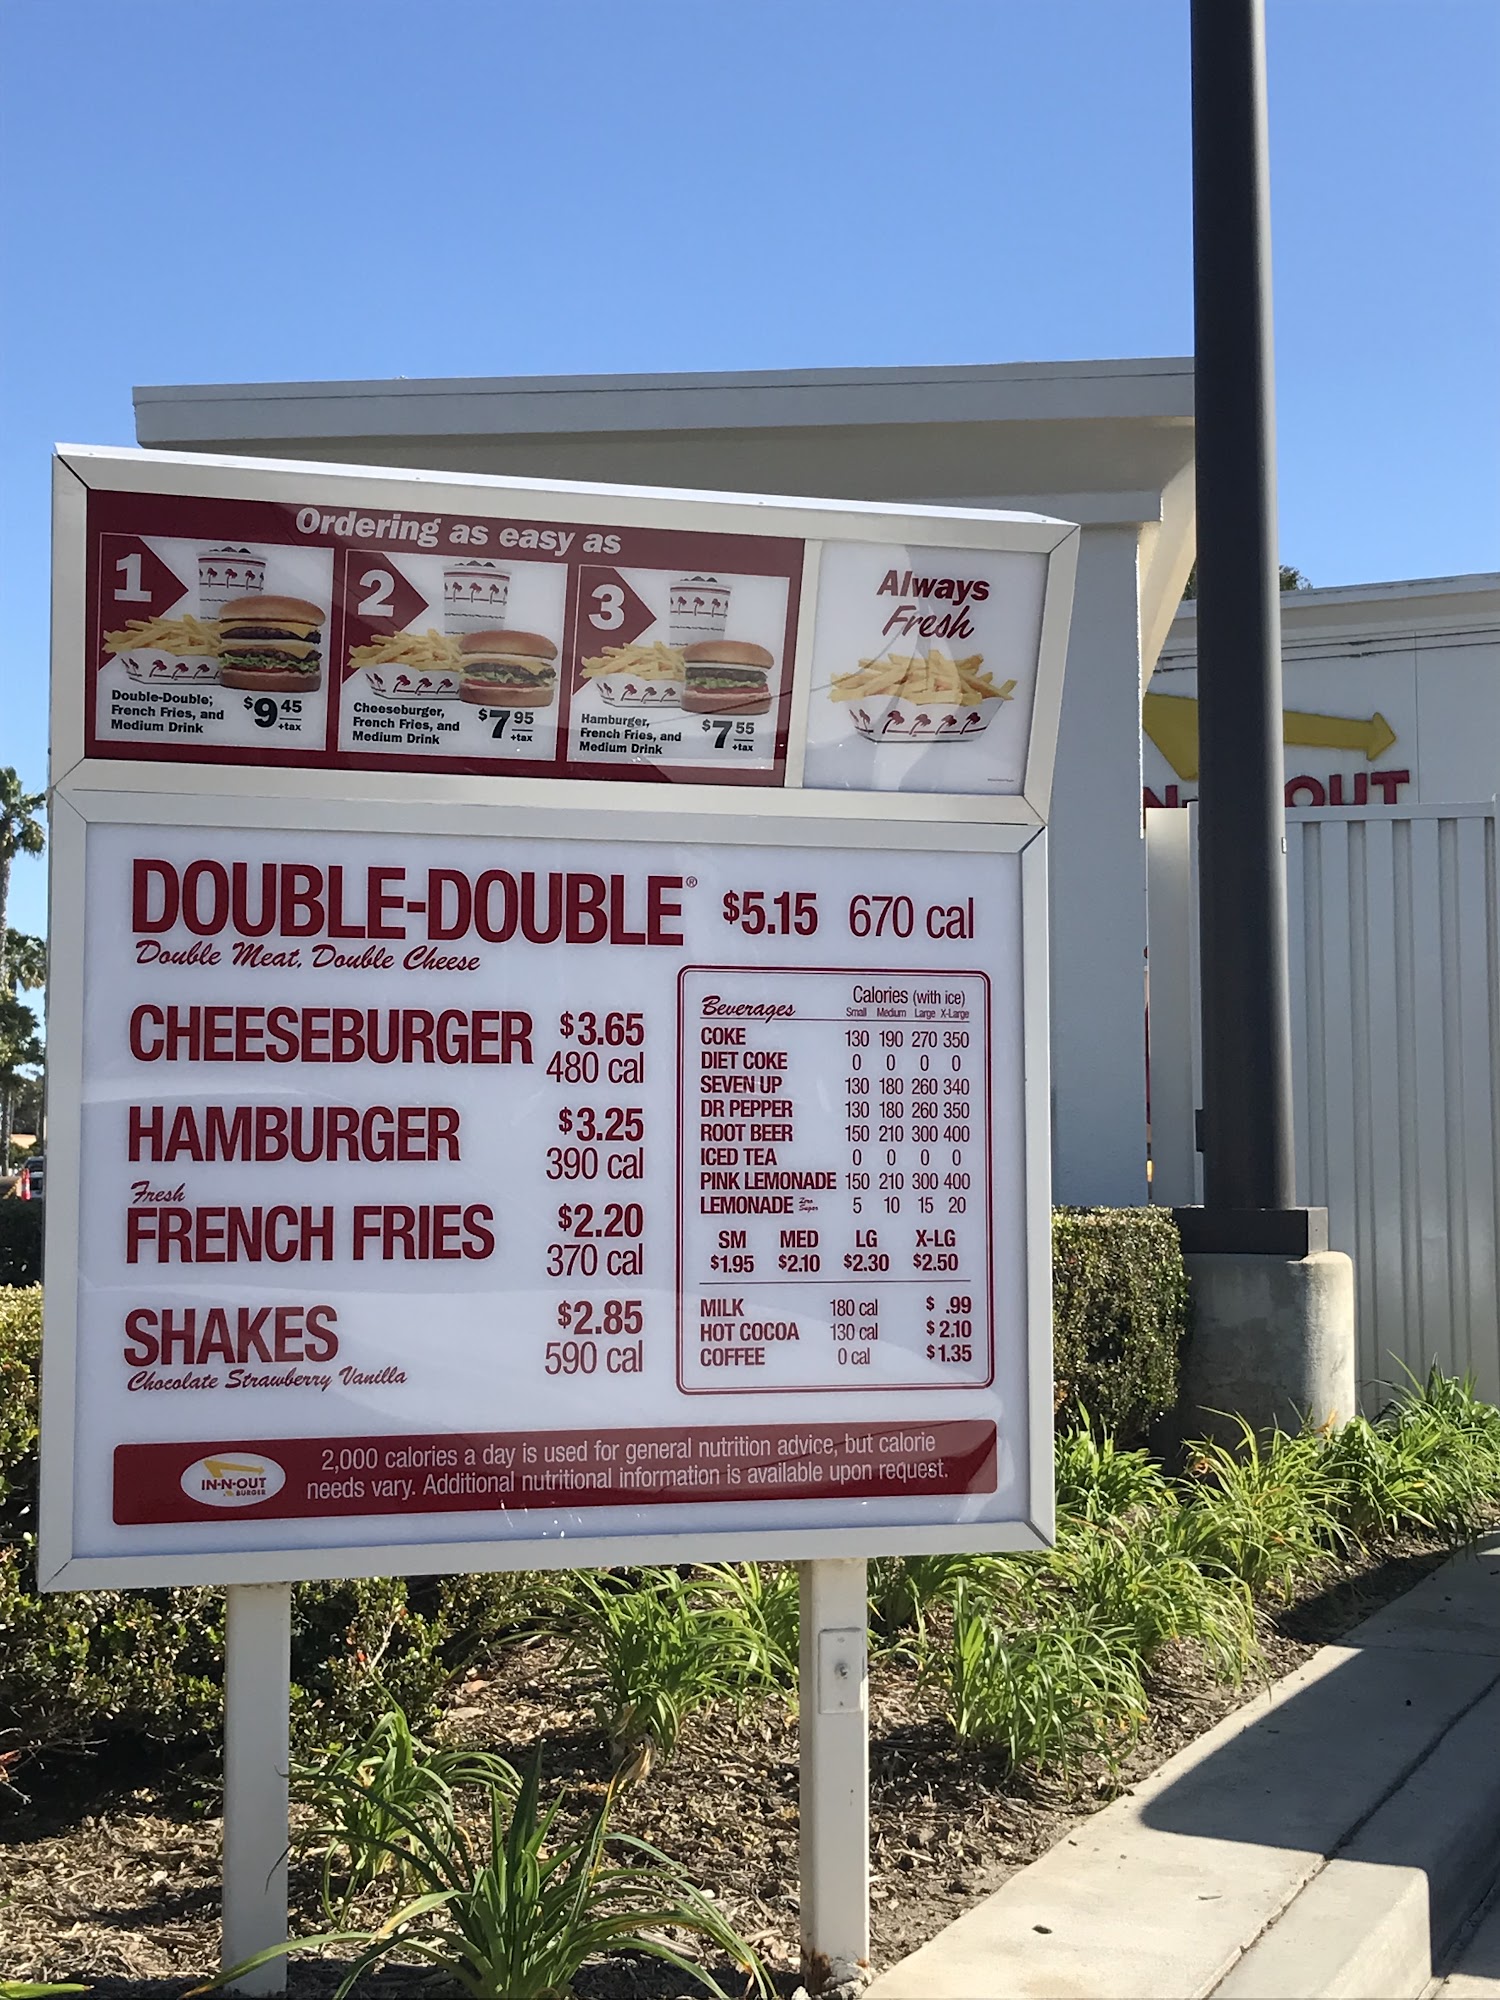 Ordering as easy as
1
Double-Double,
French Fries, and
Medium Drink
$9 45
+tax
2
Cheeseburger,
French Fries, and
Medium Drink
$7 95
+tax
3
Hamburger,
French Fries, and
Medium Drink
$7 55
+tax
Always
Fresh
N-
OUT
DOUBLE-DOUBLE® $5.15 670 cal
Double Meat, Double Cheese
CHEESEBURGER $3.65
480 cal
HAMBURGER $3.25
390 cal
Fresh
FRENCH FRIES $2.20
370 cal
SHAKES $2.85
590 cal
Chocolate Strawberry Vanilla
Beverages Calories (with ice)
Small Medium Large X-Large
COKE 130 190 270 350
DIET COKE 0 0 0 0
SEVEN UP 130 180 260 340
DR PEPPER 130 180 260 350
ROOT BEER 150 210 300 400
ICED TEA 0 0 0 0
PINK LEMONADE 150 210 300 400
LEMONADE Zero Sugar 5 10 15 20
SM MED LG X-LG
$1.95 $2.10 $2.30 $2.50
MILK 180 cal $ .99
HOT COCOA 130 cal $2.10
COFFEE 0 cal $1.35
IN-N-OUT
BURGER
2,000 calories a day is used for general nutrition advice, but calorie
needs vary. Additional nutritional information is available upon request.